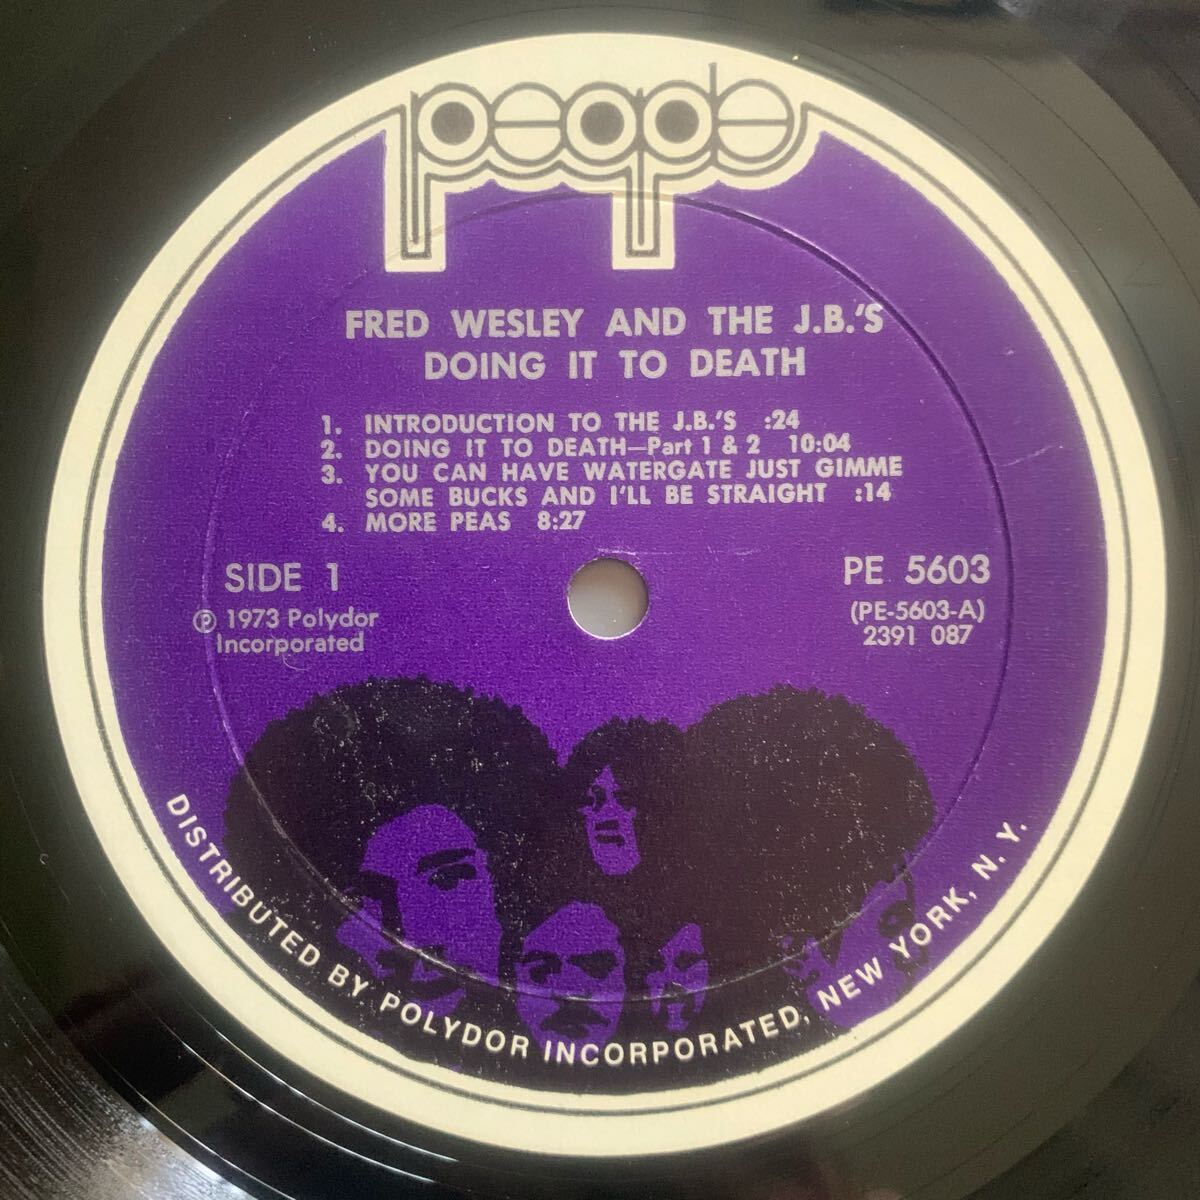 people
FRED WESLEY AND THE J.B.'S
DOING IT TO DEATH
1. INTRODUCTION TO THE J.B.'S :24
2. DOING IT TO DEATH—Part 1 & 2 10:04
3. YOU CAN HAVE WATERGATE JUST GIMME
SOME BUCKS AND I'LL BE STRAIGHT :14
4. MORE PEAS 8:27
SIDE 1
℗ 1973 Polydor
Incorporated
PE 5603
(PE-5603-A)
2391 087
DISTRIBUTED BY POLYDOR INCORPORATED, NEW YORK, N. Y.